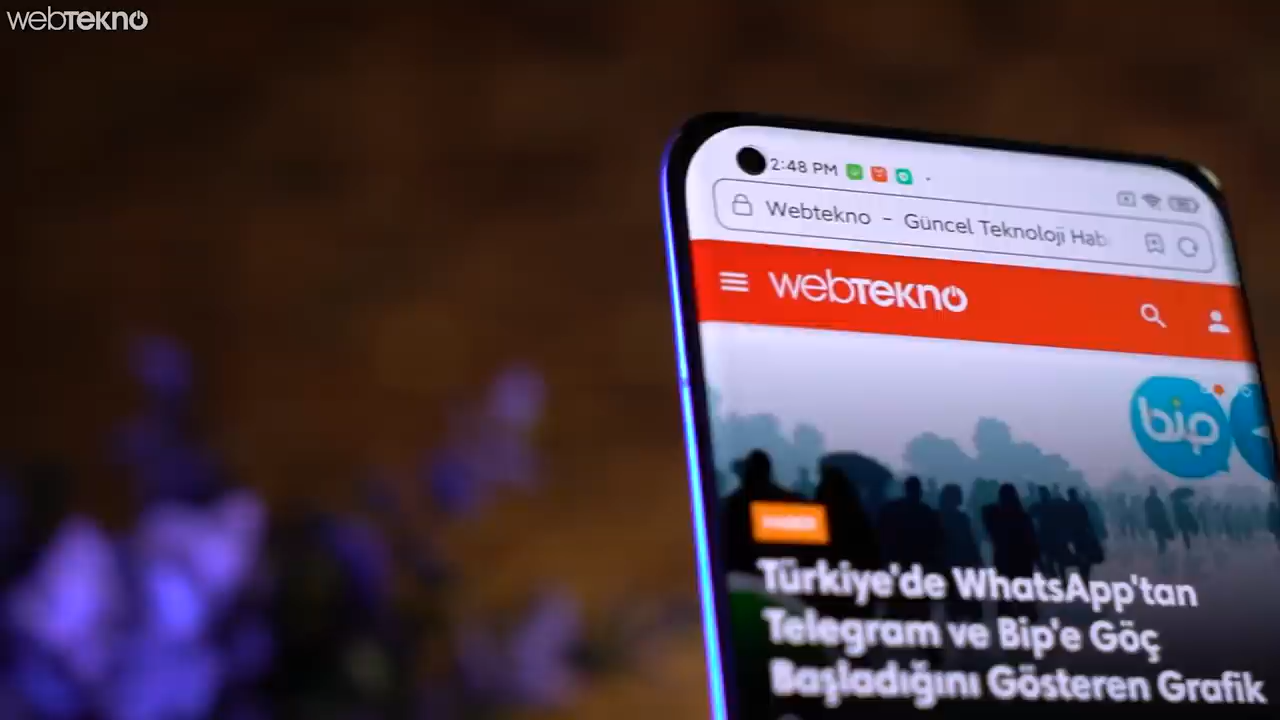 webtekno
2:48 PM
Webtekno - Güncel Teknoloji Hab
webtekno
bip
HABER
Türkiye'de WhatsApp'tan
Telegram ve Bip'e Göç
Başladığını Gösteren Grafik